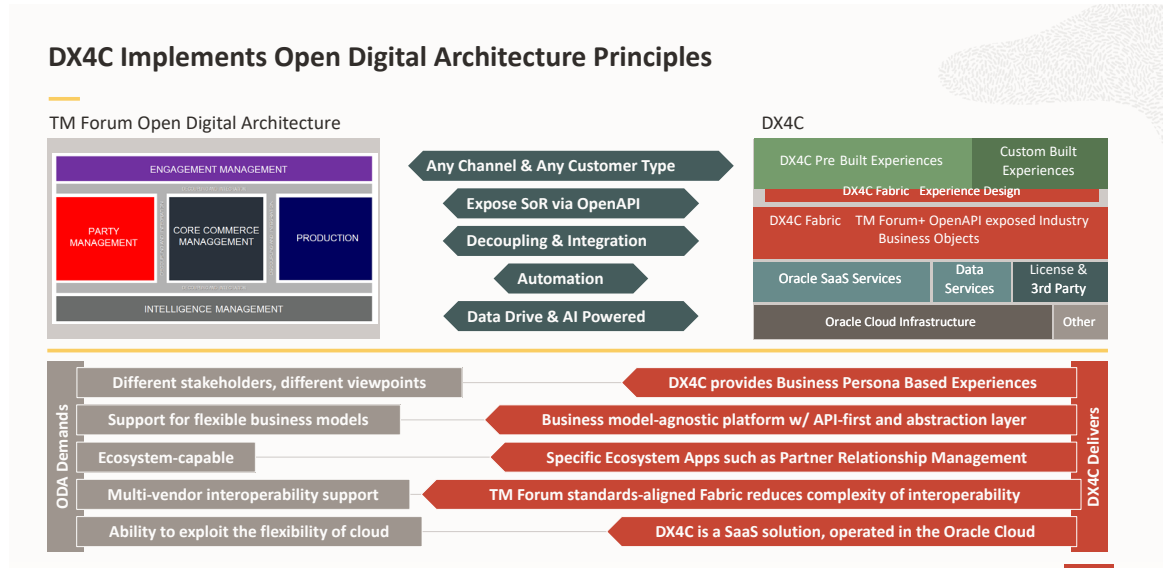 DX4C Implements Open Digital Architecture Principles
TM Forum Open Digital Architecture
ENGAGEMENT MANAGEMENT
PARTY
MANAGEMENT
CORE COMMERCE
MANAGGEMENT
PRODUCTION
INTELLIGENCE MANAGEMENT
Any Channel & Any Customer Type
Expose SoR via OpenAPI
Decoupling & Integration
Automation
Data Drive & AI Powered
DX4C
DX4C Pre Built Experiences
Custom Built
Experiences
DX4C Fabric Experience Design
DX4C Fabric TM Forum+ OpenAPI exposed Industry
Business Objects
Oracle SaaS Services
Data
Services
License &
3rd Party
Oracle Cloud Infrastructure
Other
ODA Demands
Different stakeholders, different viewpoints
DX4C provides Business Persona Based Experiences
Support for flexible business models
Business model-agnostic platform w/ API-first and abstraction layer
Ecosystem-capable
Specific Ecosystem Apps such as Partner Relationship Management
Multi-vendor interoperability support
TM Forum standards-aligned Fabric reduces complexity of interoperability
Ability to exploit the flexibility of cloud
DX4C is a SaaS solution, operated in the Oracle Cloud
DX4C Delivers